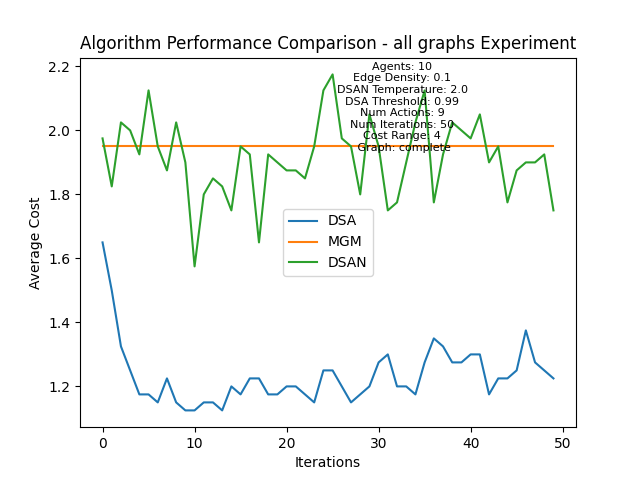 Algorithm Performance Comparison - all graphs Experiment
Agents: 10
Edge Density: 0.1
DSAN Temperature: 2.0
DSA Threshold: 0.99
Num Actions: 9
Num Iterations: 50
Cost Range: 4
Graph: complete
2.2
2.0
1.8
1.6
1.4
1.2
Average Cost
DSA
MGM
DSAN
0 10 20 30 40 50
Iterations